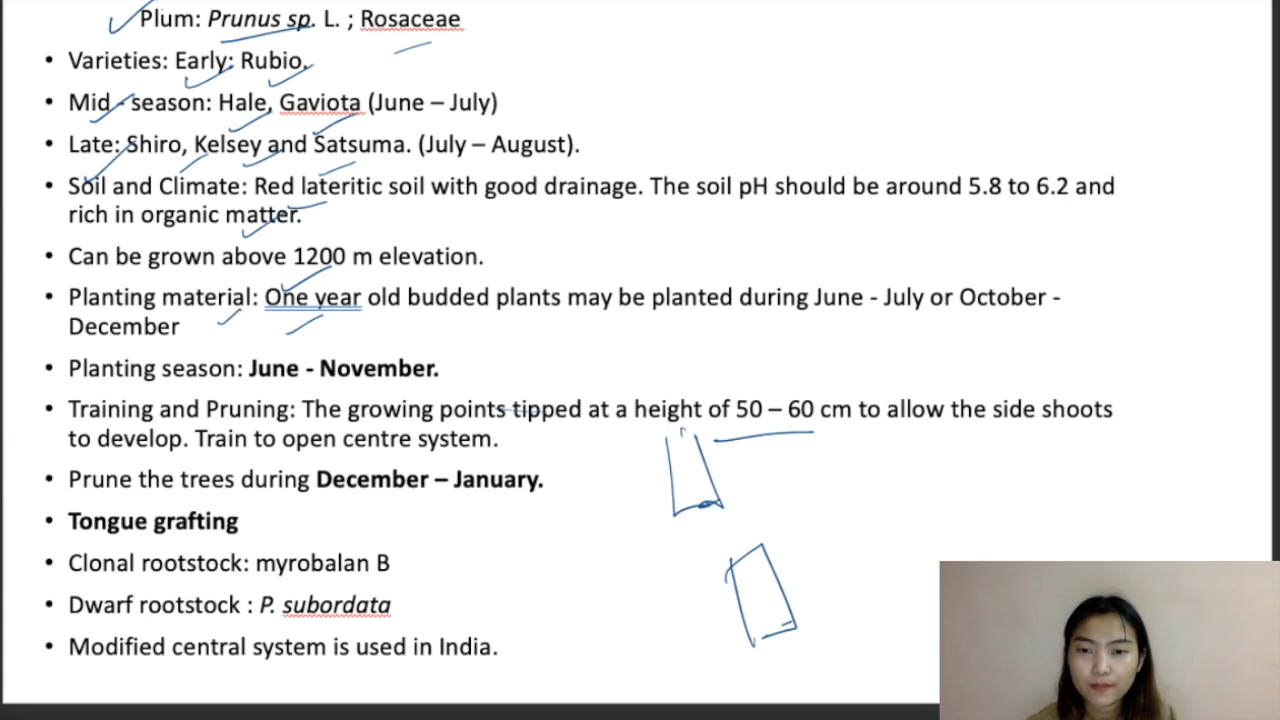 Plum: Prunus sp. L. ; Rosaceae
• Varieties: Early: Rubio.
• Mid - season: Hale, Gaviota (June – July)
• Late: Shiro, Kelsey and Satsuma. (July – August).
• Soil and Climate: Red lateritic soil with good drainage. The soil pH should be around 5.8 to 6.2 and
rich in organic matter.
• Can be grown above 1200 m elevation.
• Planting material: One year old budded plants may be planted during June - July or October -
December
• Planting season: June - November.
• Training and Pruning: The growing points tipped at a height of 50 – 60 cm to allow the side shoots
to develop. Train to open centre system.
• Prune the trees during December – January.
• Tongue grafting
• Clonal rootstock: myrobalan B
• Dwarf rootstock : P. subordata
• Modified central system is used in India.